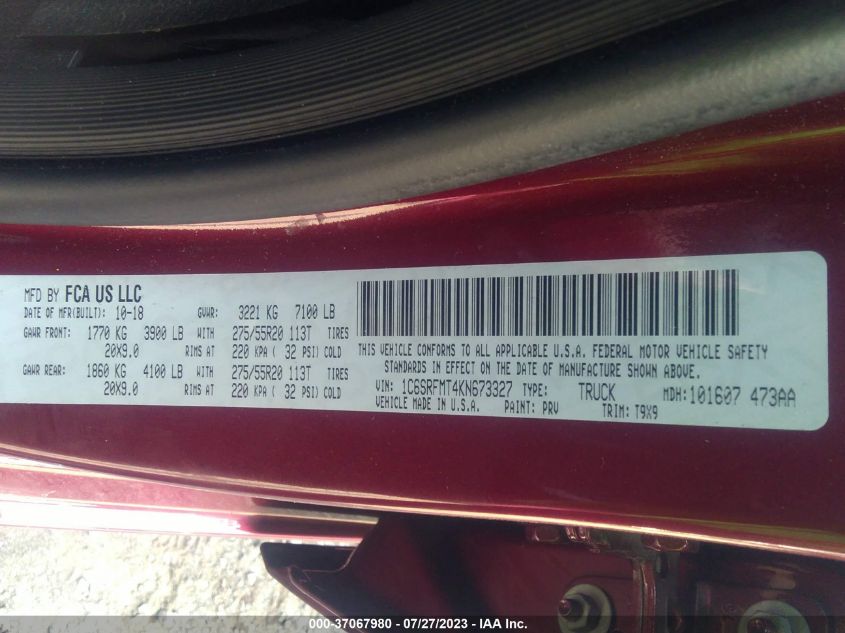 MFD BY FCA US LLC
DATE OF MFR(BUILT): 10-18 GVWR: 3221 KG 7100 LB
GAWR FRONT: 1770 KG 3900 LB WITH 275/55R20 113T TIRES
20X9.0 RIMS AT 220 KPA ( 32 PSI) COLD
GAWR REAR: 1860 KG 4100 LB WITH 275/55R20 113T TIRES
20X9.0 RIMS AT 220 KPA ( 32 PSI) COLD
THIS VEHICLE CONFORMS TO ALL APPLICABLE U.S.A. FEDERAL MOTOR VEHICLE SAFETY
STANDARDS IN EFFECT ON THE DATE OF MANUFACTURE SHOWN ABOVE.
VIN: 1C6SRFMT4KN673327 TYPE: TRUCK MDH: 101607 473AA
VEHICLE MADE IN U.S.A. PAINT: PRV TRIM: T9X9
000-37067980 - 07/27/2023 - IAA Inc.